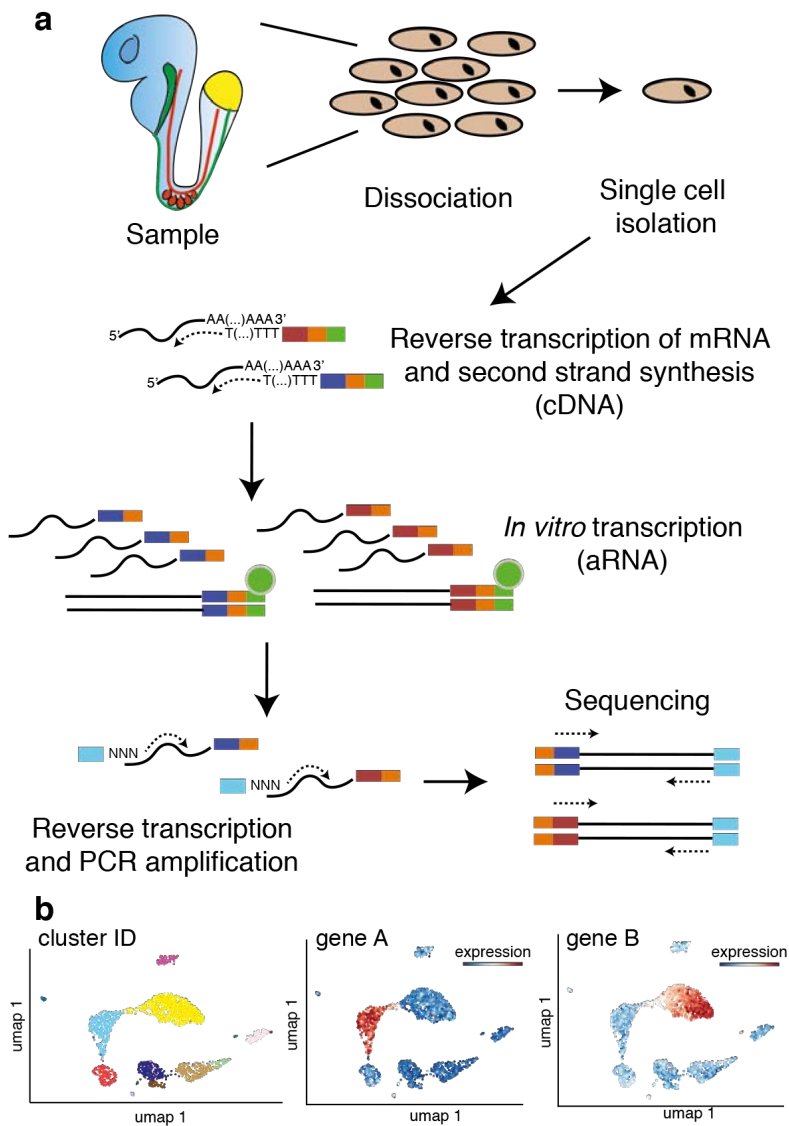 a
Sample
Dissociation
Single cell
isolation
AA(...)AAA 3’
5’
T(...)TTT
AA(...)AAA 3’
5’
T(...)TTT
Reverse transcription of mRNA
and second strand synthesis
(cDNA)
In vitro transcription
(aRNA)
NNN
NNN
Reverse transcription
and PCR amplification
Sequencing
b
cluster ID
umap 1
umap 1
gene A
expression
umap 1
umap 1
gene B
expression
umap 1
umap 1